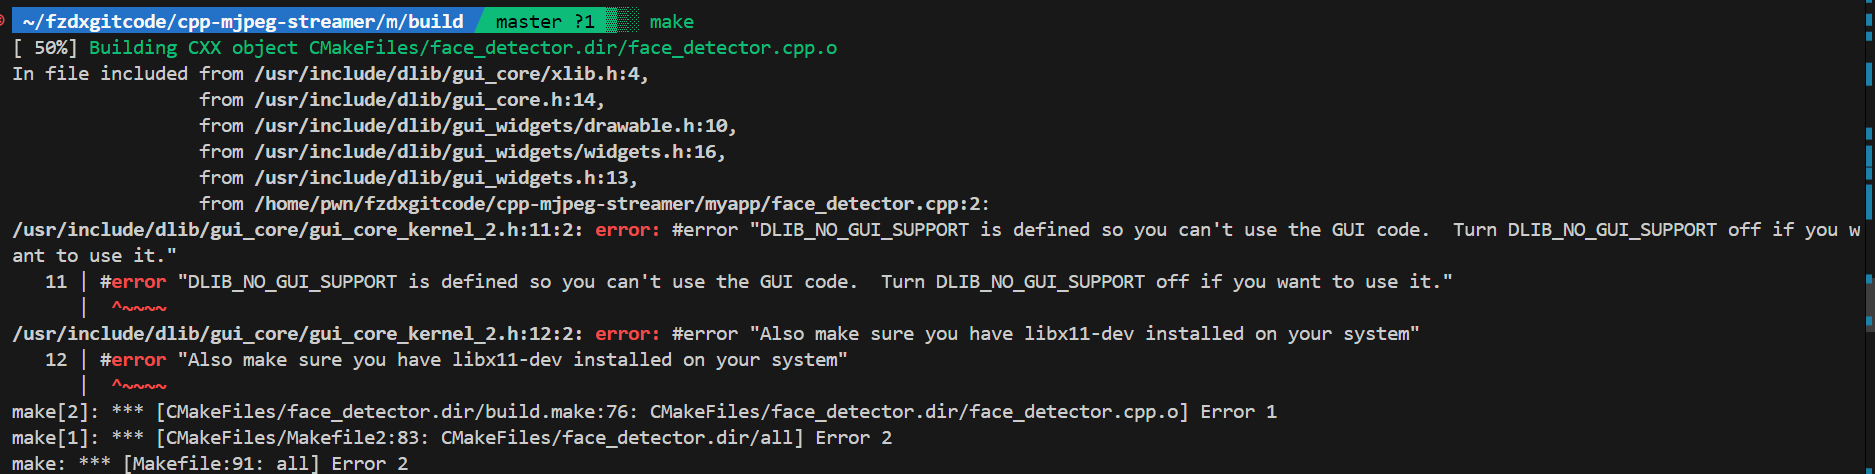 ~/fzdxgitcode/cpp-mjpeg-streamer/m/build master ?1 make
[ 50%] Building CXX object CMakeFiles/face_detector.dir/face_detector.cpp.o
In file included from /usr/include/dlib/gui_core/xlib.h:4,
from /usr/include/dlib/gui_core.h:14,
from /usr/include/dlib/gui_widgets/drawable.h:10,
from /usr/include/dlib/gui_widgets/widgets.h:16,
from /usr/include/dlib/gui_widgets.h:13,
from /home/pwn/fzdxgitcode/cpp-mjpeg-streamer/myapp/face_detector.cpp:2:
/usr/include/dlib/gui_core/gui_core_kernel_2.h:11:2: error: #error "DLIB_NO_GUI_SUPPORT is defined so you can't use the GUI code.  Turn DLIB_NO_GUI_SUPPORT off if you w
ant to use it."
11 | #error "DLIB_NO_GUI_SUPPORT is defined so you can't use the GUI code.  Turn DLIB_NO_GUI_SUPPORT off if you want to use it."
|  ^~~~~
/usr/include/dlib/gui_core/gui_core_kernel_2.h:12:2: error: #error "Also make sure you have libx11-dev installed on your system"
12 | #error "Also make sure you have libx11-dev installed on your system"
|  ^~~~~
make[2]: *** [CMakeFiles/face_detector.dir/build.make:76: CMakeFiles/face_detector.dir/face_detector.cpp.o] Error 1
make[1]: *** [CMakeFiles/Makefile2:83: CMakeFiles/face_detector.dir/all] Error 2
make: *** [Makefile:91: all] Error 2